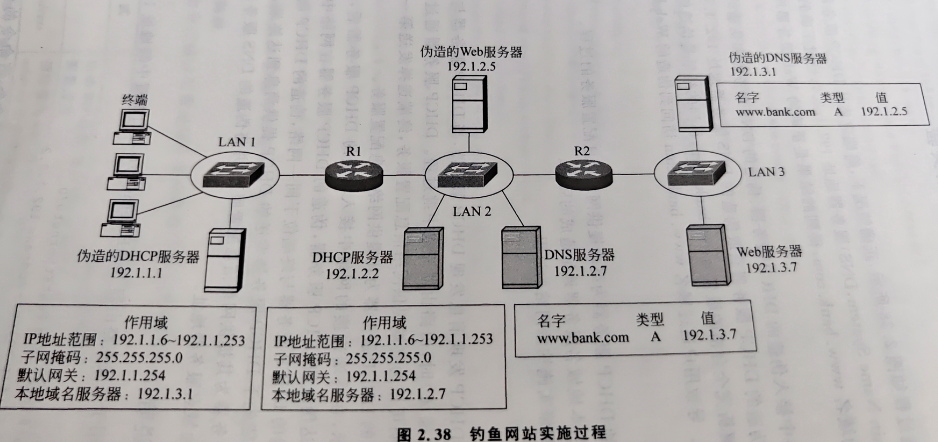 伪造的Web服务器
192.1.2.5
伪造的DNS服务器
192.1.3.1
名字 类型 值
www.bank.com A 192.1.2.5
终端
LAN 1
R1
LAN 2
R2
LAN 3
伪造的DHCP服务器
192.1.1.1
DHCP服务器
192.1.2.2
DNS服务器
192.1.2.7
Web服务器
192.1.3.7
作用域
IP地址范围：192.1.1.6~192.1.1.253
子网掩码：255.255.255.0
默认网关：192.1.1.254
本地域名服务器：192.1.3.1
作用域
IP地址范围：192.1.1.6~192.1.1.253
子网掩码：255.255.255.0
默认网关：192.1.1.254
本地域名服务器：192.1.2.7
名字 类型 值
www.bank.com A 192.1.3.7
图 2.38 钓鱼网站实施过程